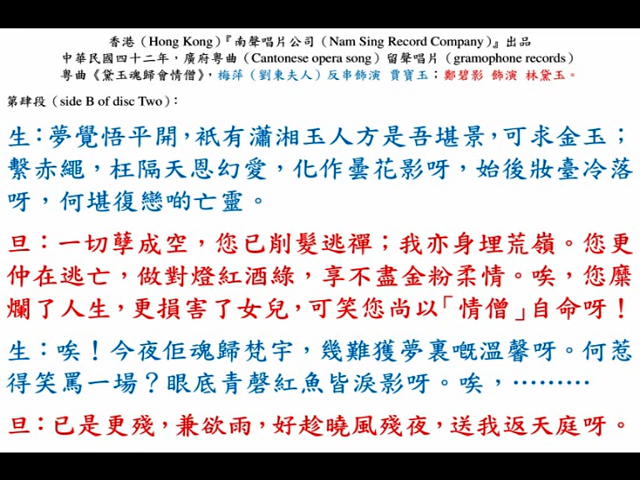 香港（Hong Kong）『南聲唱片公司（Nam Sing Record Company）』出品
中華民國四十二年，廣府粵曲（Cantonese opera song）留聲唱片（gramophone records）
粵曲《黛玉魂歸會情僧》，梅萍（劉東夫人）反串飾演 賈寶玉；鄭碧影 飾演 林黛玉。
第肆段（side B of disc Two）：
生：夢覺悟平開，衹有瀟湘玉人方是吾堪景，可求金玉；
繫赤繩，枉隔天恩幻愛，化作曇花影呀，始後妝臺冷落
呀，何堪復戀啲亡靈。
旦：一切孽成空，您已削髮逃禪；我亦身埋荒嶺。您更
仲在逃亡，做對燈紅酒綠，享不盡金粉柔情。唉，您糜
爛了人生，更損害了女兒，可笑您尚以「情僧」自命呀！
生：唉！今夜佢魂歸梵宇，幾難獲夢裏嘅溫馨呀。何惹
得笑罵一場？眼底青磬紅魚皆淚影呀。唉，………
旦：已是更殘，兼欲雨，好趁曉風殘夜，送我返天庭呀。